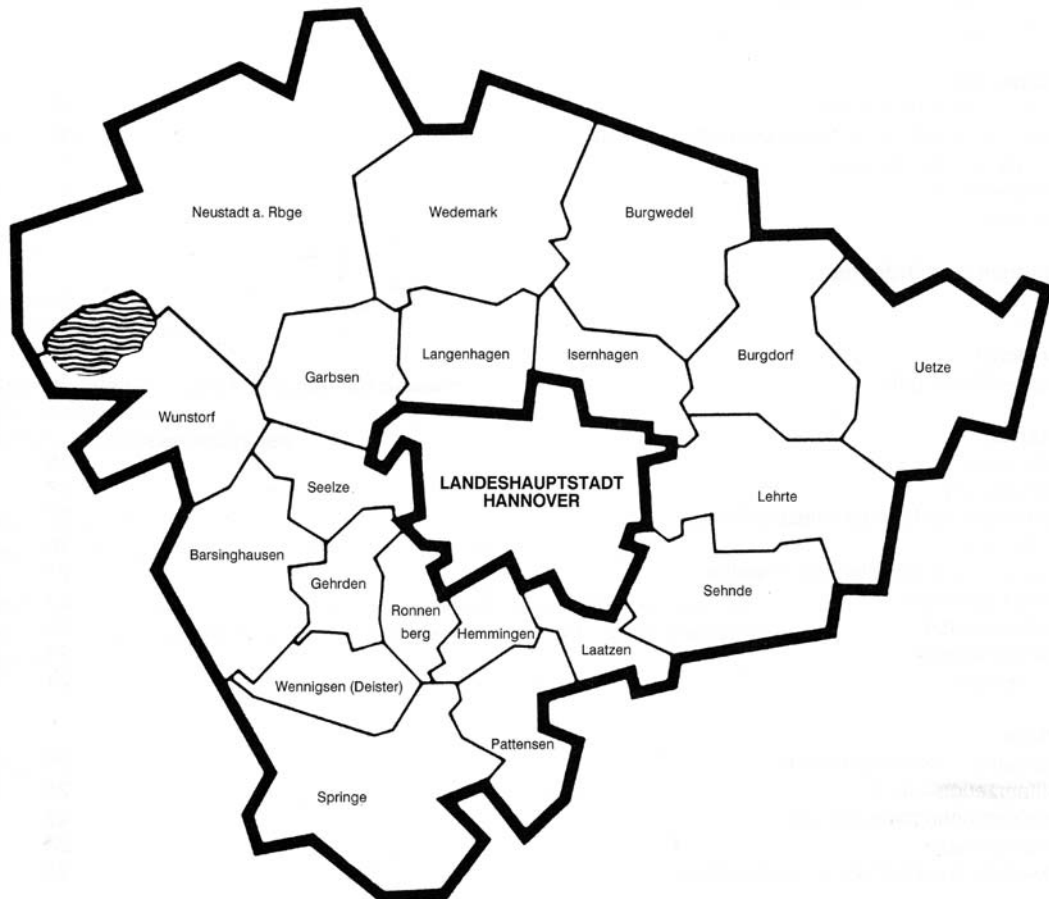 Neustadt a. Rbge
Wedemark
Burgwedel
Langenhagen
Isernhagen
Burgdorf
Uetze
Garbsen
Wunstorf
LANDESHAUPTSTADT
HANNOVER
Seelze
Lehrte
Barsinghausen
Gehrden
Ronnen
berg
Hemmingen
Sehnde
Laatzen
Wennigsen (Deister)
Pattensen
Springe